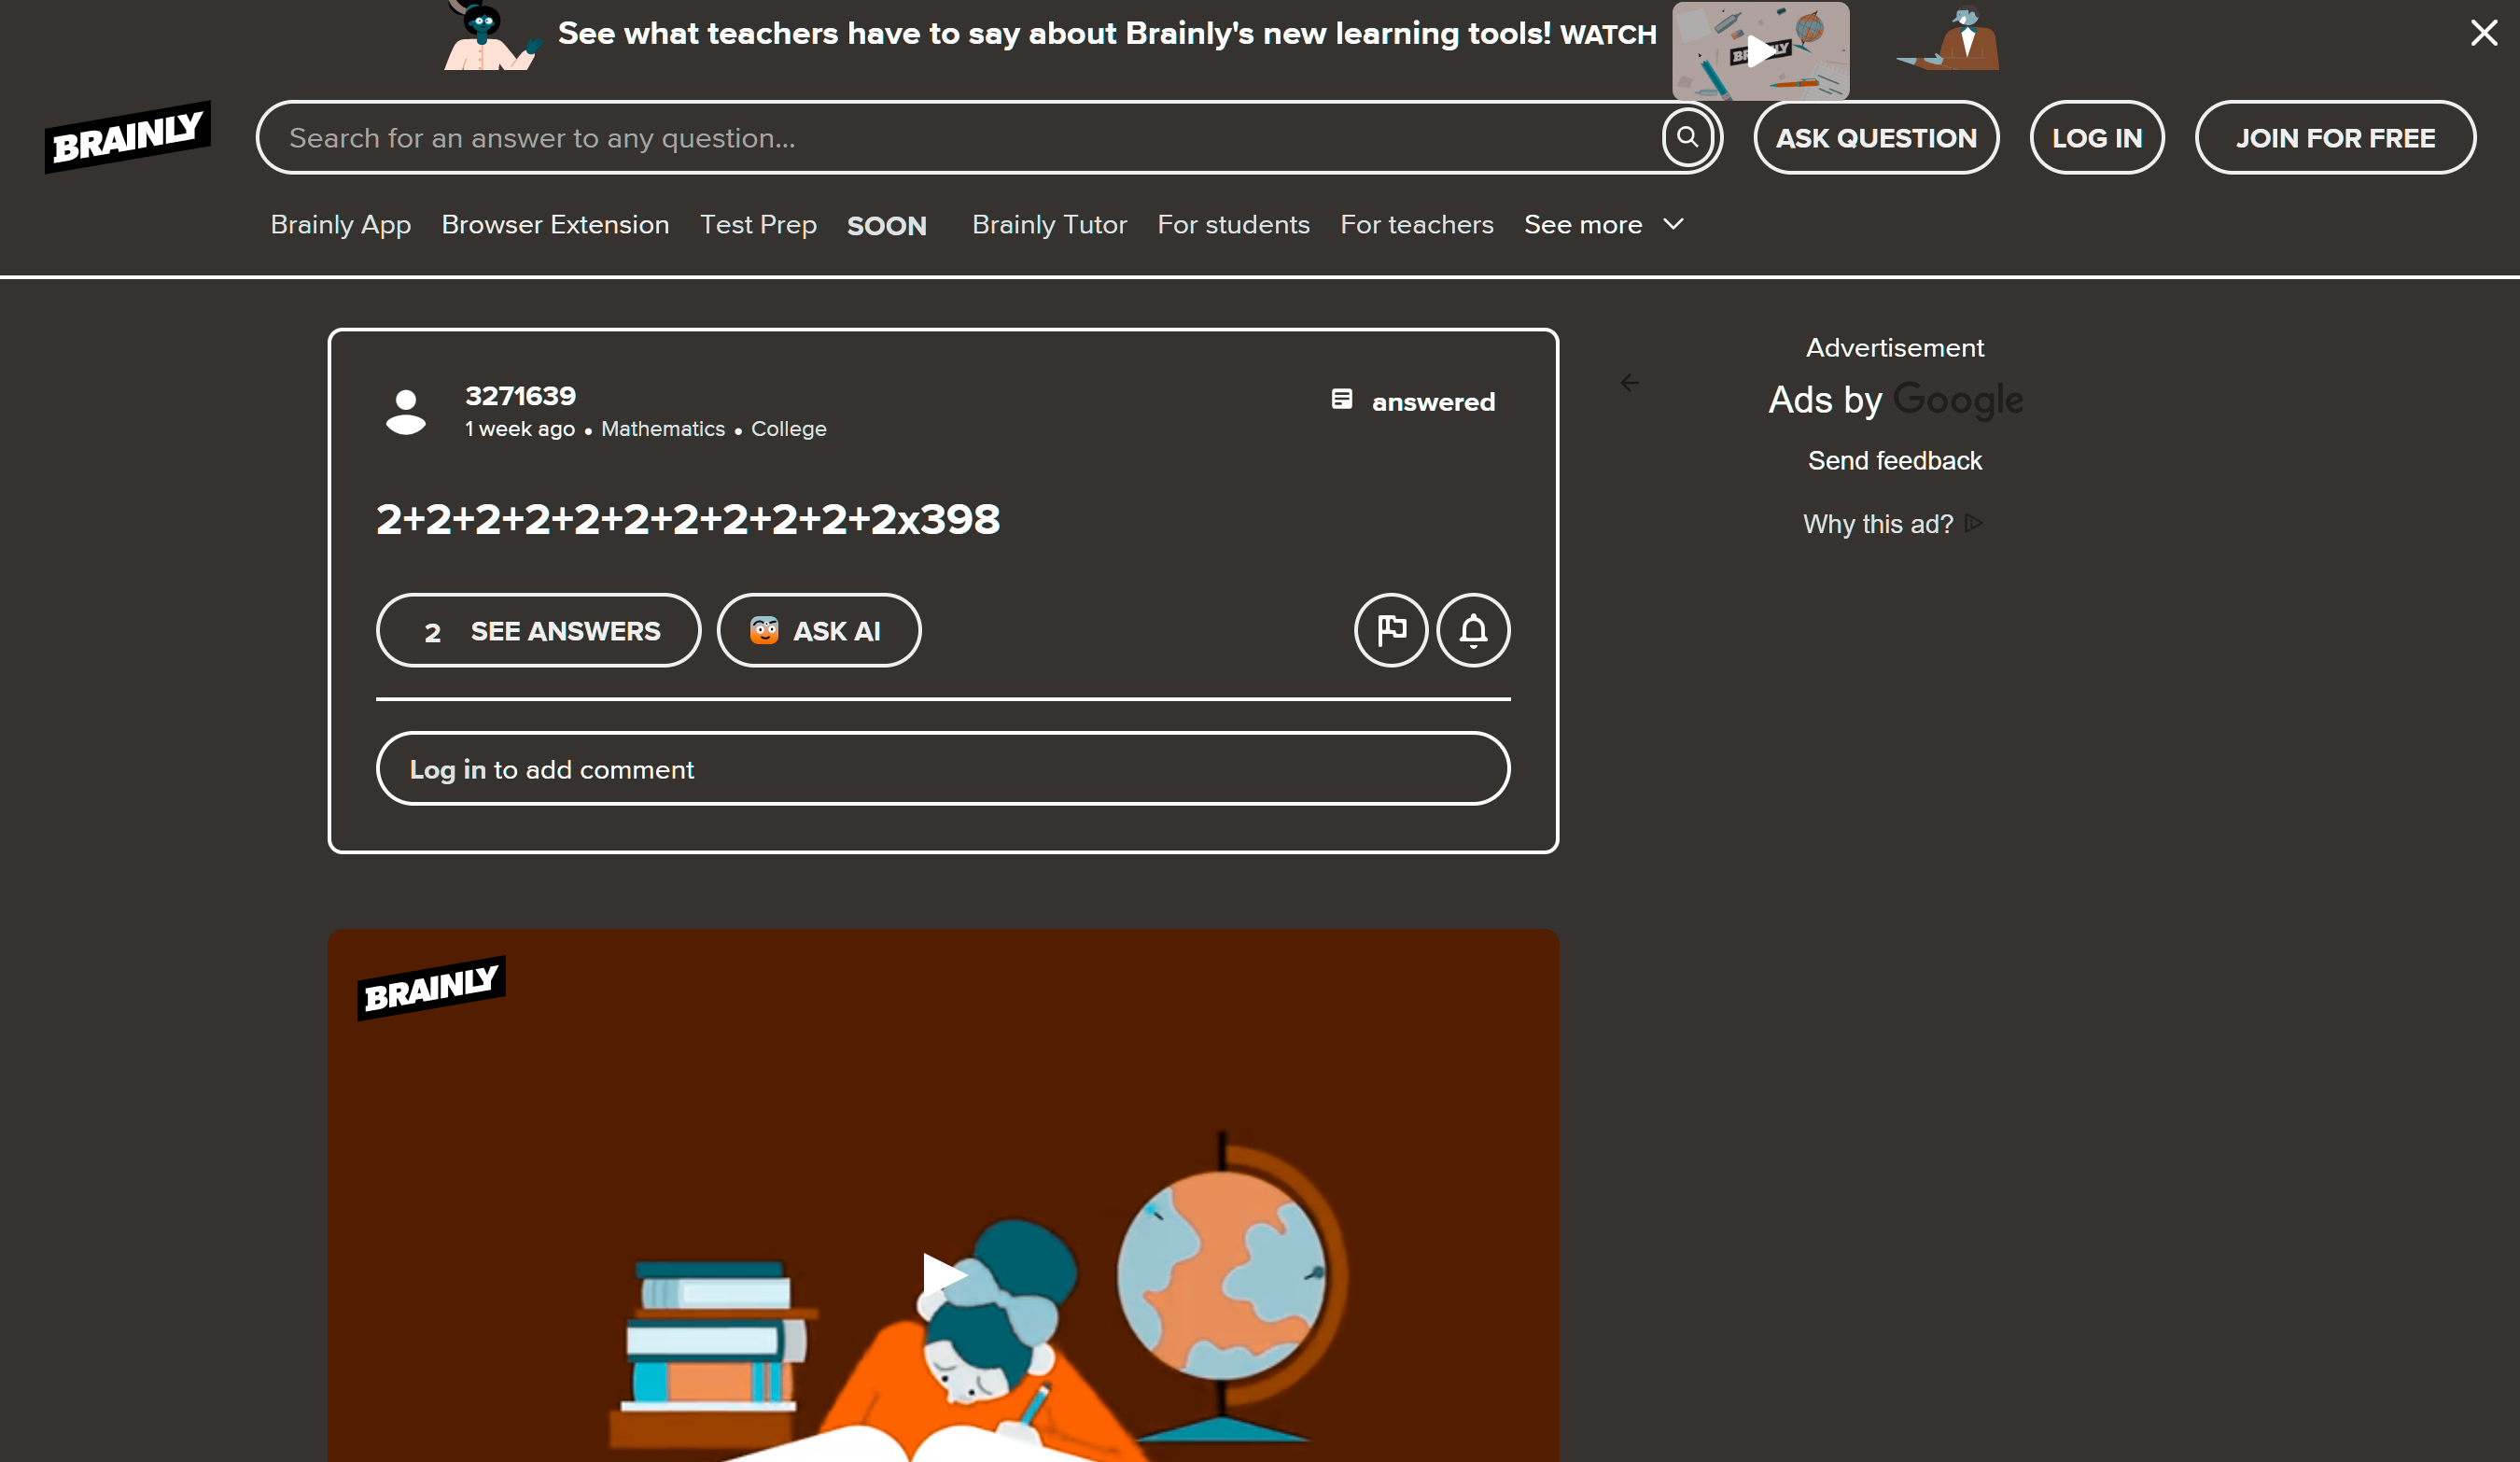 See what teachers have to say about Brainly's new learning tools! WATCH
BRAINLY
BRAINLY
Search for an answer to any question...
ASK QUESTION
LOG IN
JOIN FOR FREE
Brainly App Browser Extension Test Prep SOON Brainly Tutor For students For teachers See more
3271639
1 week ago • Mathematics • College
answered
2+2+2+2+2+2+2+2+2+2+2x398
2 SEE ANSWERS
ASK AI
Log in to add comment
Advertisement
Ads by Google
Send feedback
Why this ad?
BRAINLY